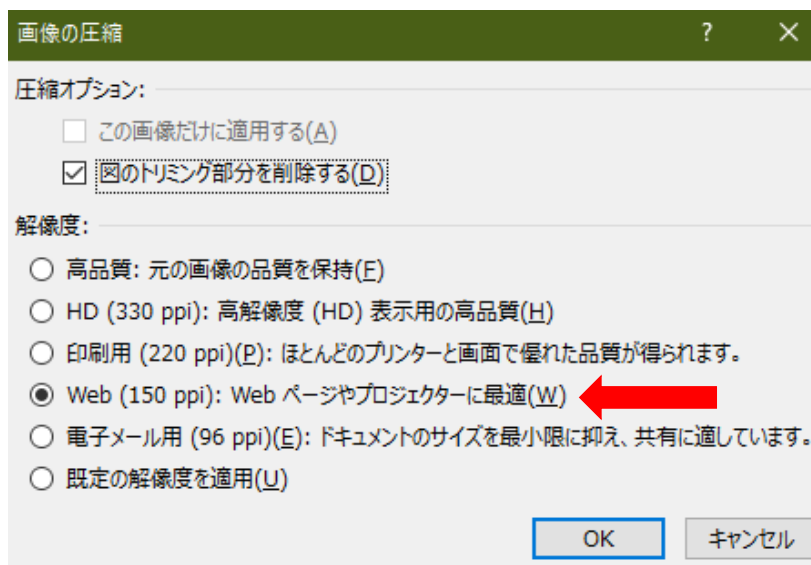 画像の圧縮 ? ×
圧縮オプション:
この画像だけに適用する(A)
図のトリミング部分を削除する(D)
解像度:
高品質: 元の画像の品質を保持(F)
HD (330 ppi): 高解像度 (HD) 表示用の高品質(H)
印刷用 (220 ppi)(P): ほとんどのプリンターと画面で優れた品質が得られます。
Web (150 ppi): Web ページやプロジェクターに最適(W)
電子メール用 (96 ppi)(E): ドキュメントのサイズを最小限に抑え、共有に適しています。
既定の解像度を適用(U)
OK キャンセル